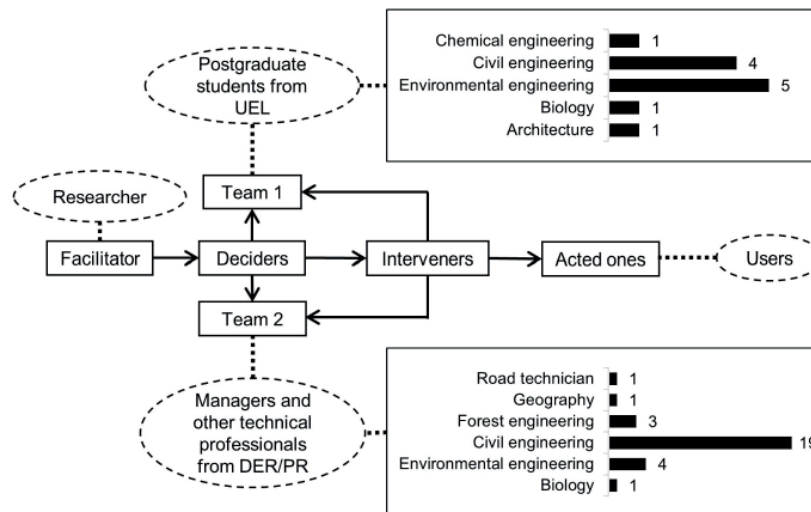 Postgraduate
students from
UEL
Chemical engineering 1
Civil engineering 4
Environmental engineering 5
Biology 1
Architecture 1
Researcher
Team 1
Facilitator
Deciders
Interveners
Acted ones
Users
Team 2
Managers and
other technical
professionals
from DER/PR
Road technician 1
Geography 1
Forest engineering 3
Civil engineering 19
Environmental engineering 4
Biology 1